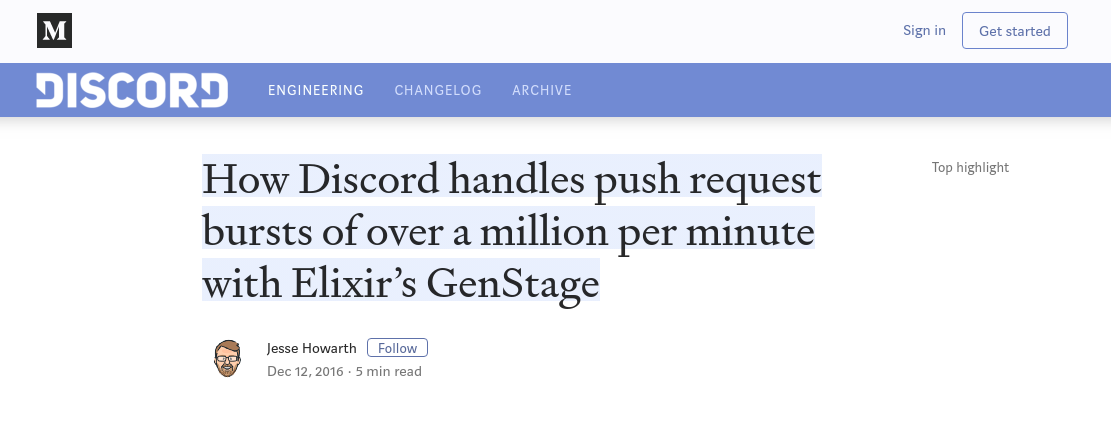 M
Sign in
Get started
DISCORD
ENGINEERING
CHANGELOG
ARCHIVE
How Discord handles push request
bursts of over a million per minute
with Elixir’s GenStage
Top highlight
Jesse Howarth
Follow
Dec 12, 2016 · 5 min read